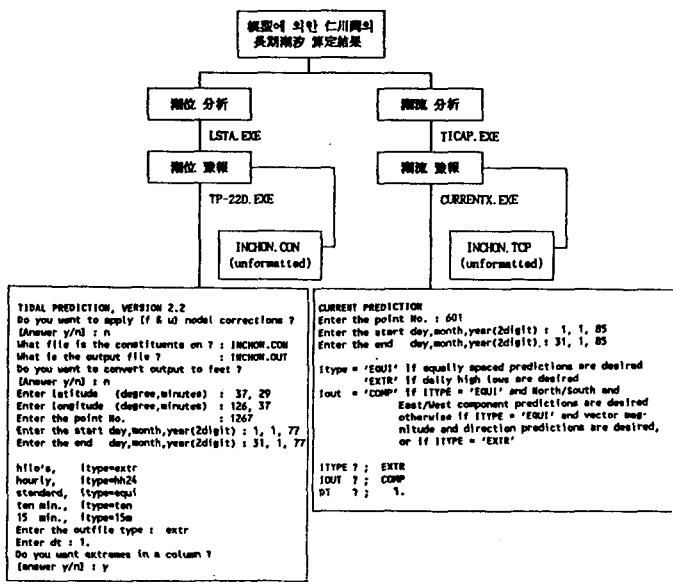 模型에 의한 仁川灣의
長期潮汐 算定結果
潮位 分析
潮流 分析
LSTA.EXE
TICAP.EXE
潮位 豫報
潮流 豫報
TP-22D.EXE
CURRENTX.EXE
INCHON.CON
(unformatted)
INCHON.TCP
(unformatted)
TIDAL PREDICTION, VERSION 2.2
Do you want to apply (f & u) nodal corrections ?
[Answer y/n] : n
What file is the constituents on ? : INCHON.CON
What is the output file ? : INCHON.OUT
Do you want to convert output to feet ?
[Answer y/n] : n
Enter latitude (degree,minutes) : 37, 29
Enter longitude (degree,minutes) : 126, 37
Enter the point No. : 1267
Enter the start day,month,year(2digit) : 1, 1, 77
Enter the end day,month,year(2digit) : 31, 1, 77
hilo's, itype=extr
hourly, itype=hh24
standard, itype=equi
ten min., itype=ten
15 min., itype=15m
Enter the outfile type : extr
Enter dt : 1.
Do you want extremes in a column ?
[answer y/n] : y
CURRENT PREDICTION
Enter the point No. : 601
Enter the start day,month,year(2digit) : 1, 1, 85
Enter the end day,month,year(2digit) : 31, 1, 85
Itype = 'EQUI' if equally spaced predictions are desired
'EXTR' if daily high lows are desired
Iout = 'COMP' if ITYPE = 'EQUI' and North/South and
East/West component predictions are desired
otherwise if ITYPE = 'EQUI' and vector mag-
nitude and direction predictions are desired,
or if ITYPE = 'EXTR'
ITYPE ? ; EXTR
IOUT ? ; COMP
DT ? ; 1.